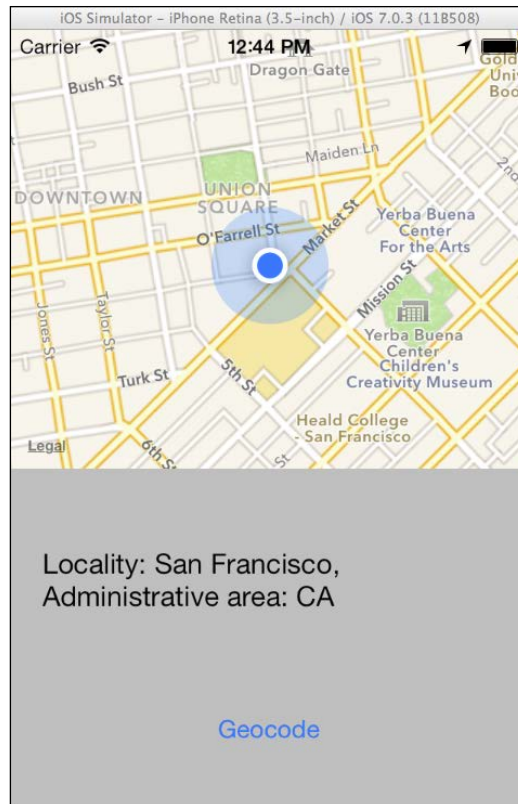 iOS Simulator - iPhone Retina (3.5-inch) / iOS 7.0.3 (11B508)
Carrier 12:44 PM
Dragon Gate
Bush St
Maiden Ln
2nd
DOWNTOWN
UNION
SQUARE
O'Farrell St
Market St
Yerba Buena
Center
For the Arts
Mission St
Jones St
Taylor St
Yerba Buena
Center
Children's
Creativity Museum
Turk St
5th St
Heald College
- San Francisco
Legal
6th St
Locality: San Francisco,
Administrative area: CA
Geocode